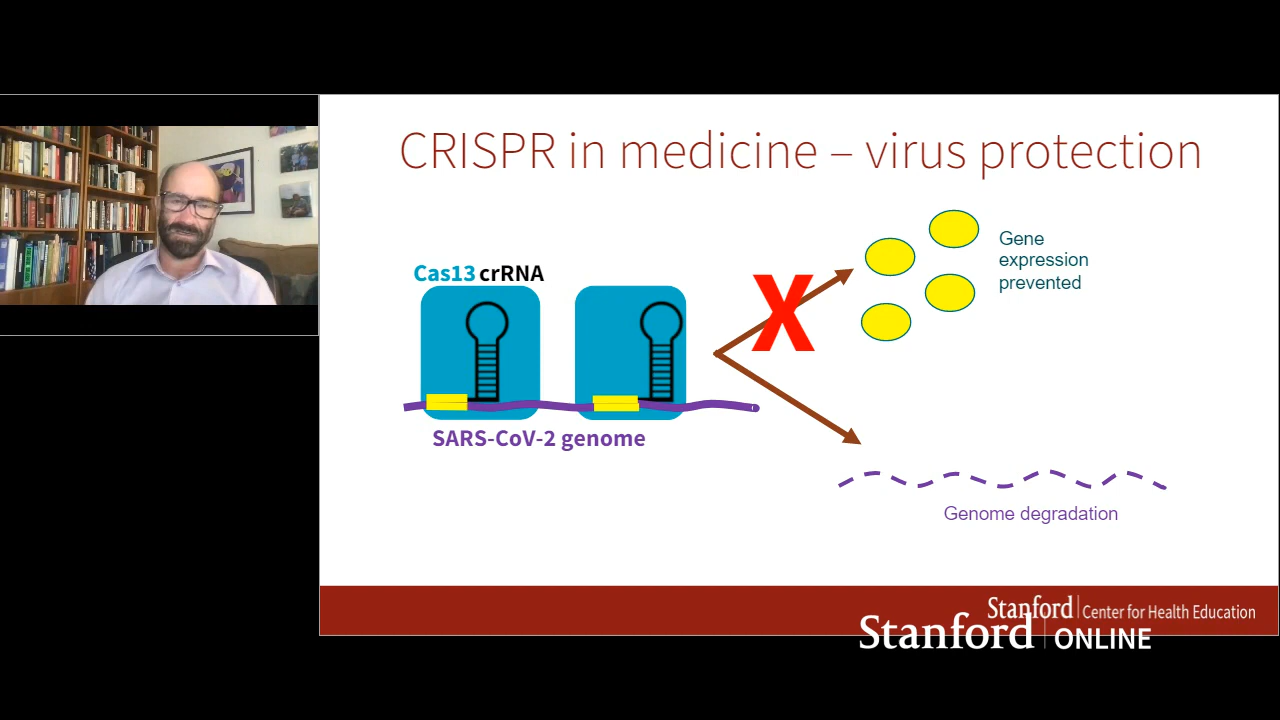 CRISPR in medicine – virus protection
Cas13 crRNA
SARS-CoV-2 genome
X
Gene
expression
prevented
Genome degradation
Stanford Center for Health Education
Stanford ONLINE